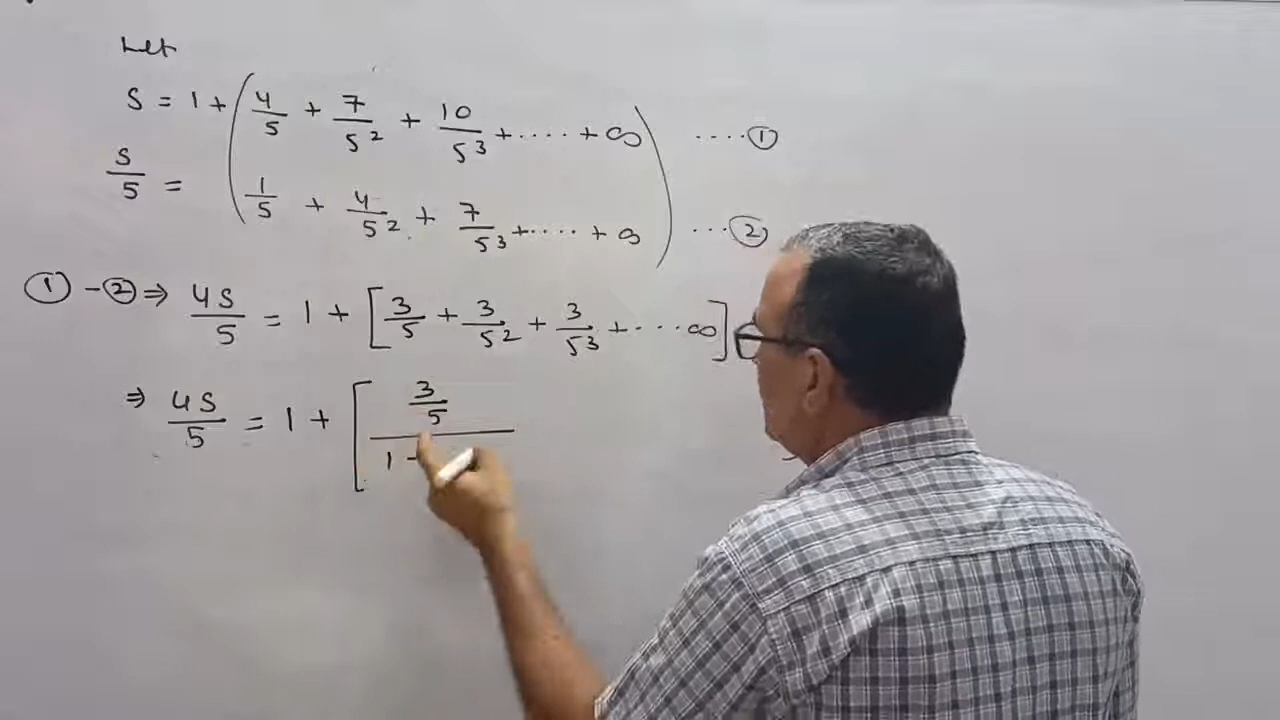 Let
S = 1 + ( 4/5 + 7/5² + 10/5³ + ..... + ∞ ) .... ①
S/5 = ( 1/5 + 4/5² + 7/5³ + ..... + ∞ ) ... ②
① - ② ⇒ 4S/5 = 1 + [ 3/5 + 3/5² + 3/5³ + ... ∞ ]
⇒ 4S/5 = 1 + [ 3/5 / 1 -